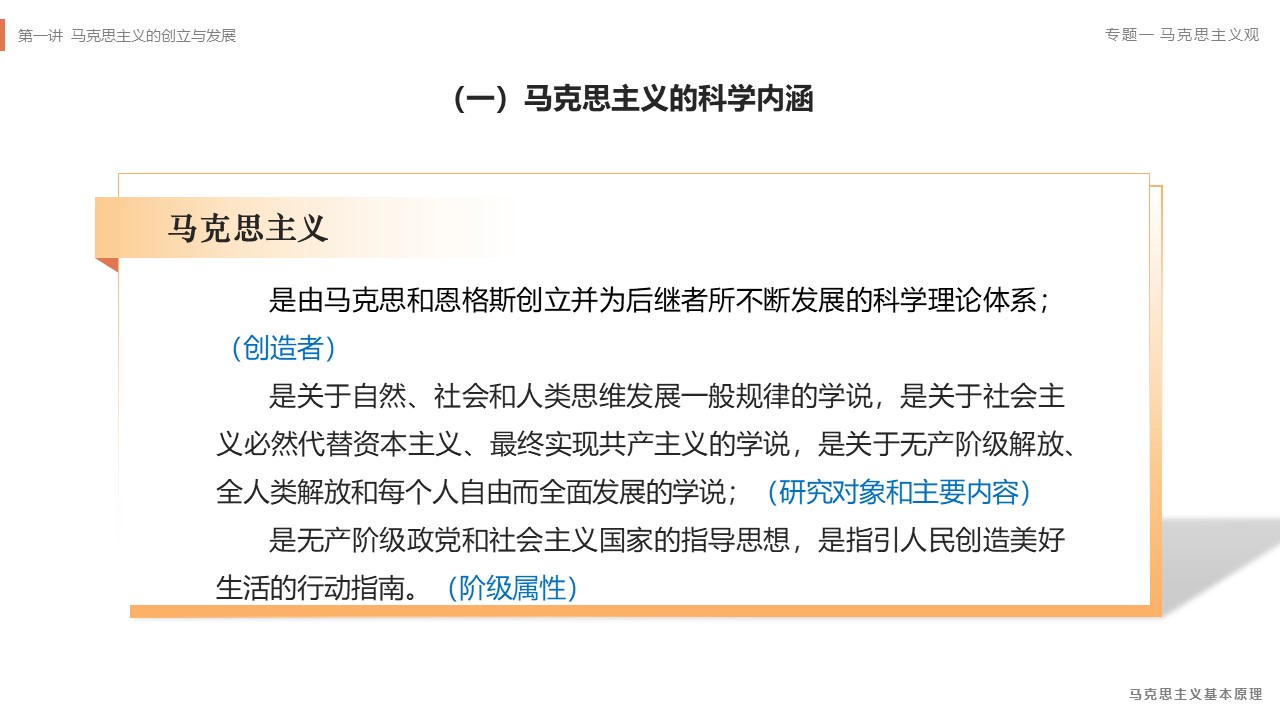 第一讲 马克思主义的创立与发展
专题一 马克思主义观
（一）马克思主义的科学内涵
马克思主义
是由马克思和恩格斯创立并为后继者所不断发展的科学理论体系；
（创造者）
是关于自然、社会和人类思维发展一般规律的学说，是关于社会主
义必然代替资本主义、最终实现共产主义的学说，是关于无产阶级解放、
全人类解放和每个人自由而全面发展的学说；（研究对象和主要内容）
是无产阶级政党和社会主义国家的指导思想，是指引人民创造美好
生活的行动指南。（阶级属性）
马克思主义基本原理